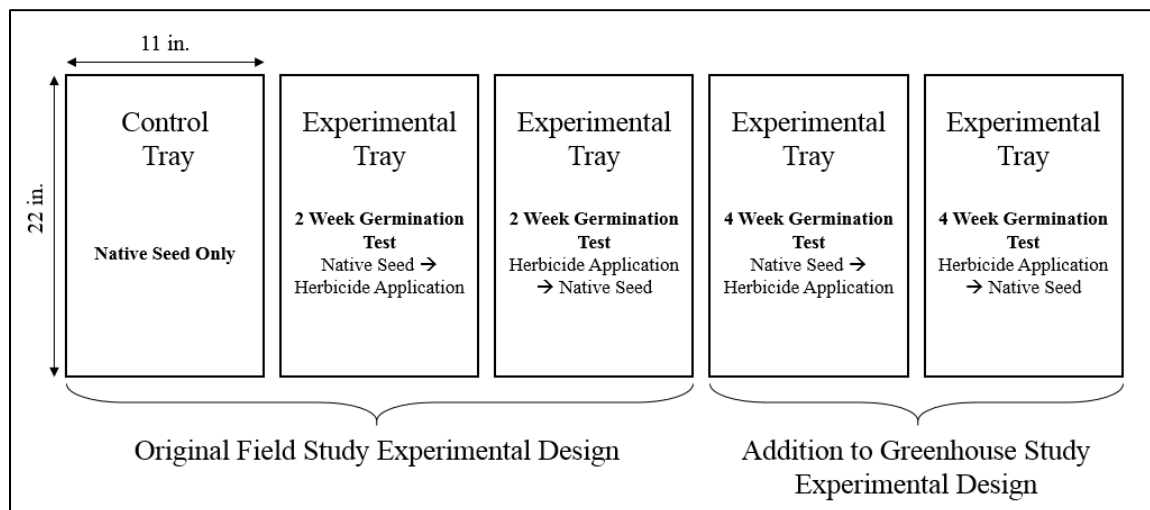 11 in.
22 in.
Control
Tray
Native Seed Only
Experimental
Tray
2 Week Germination
Test
Native Seed →
Herbicide Application
Experimental
Tray
2 Week Germination
Test
Herbicide Application
→ Native Seed
Experimental
Tray
4 Week Germination
Test
Native Seed →
Herbicide Application
Experimental
Tray
4 Week Germination
Test
Herbicide Application
→ Native Seed
Original Field Study Experimental Design
Addition to Greenhouse Study
Experimental Design